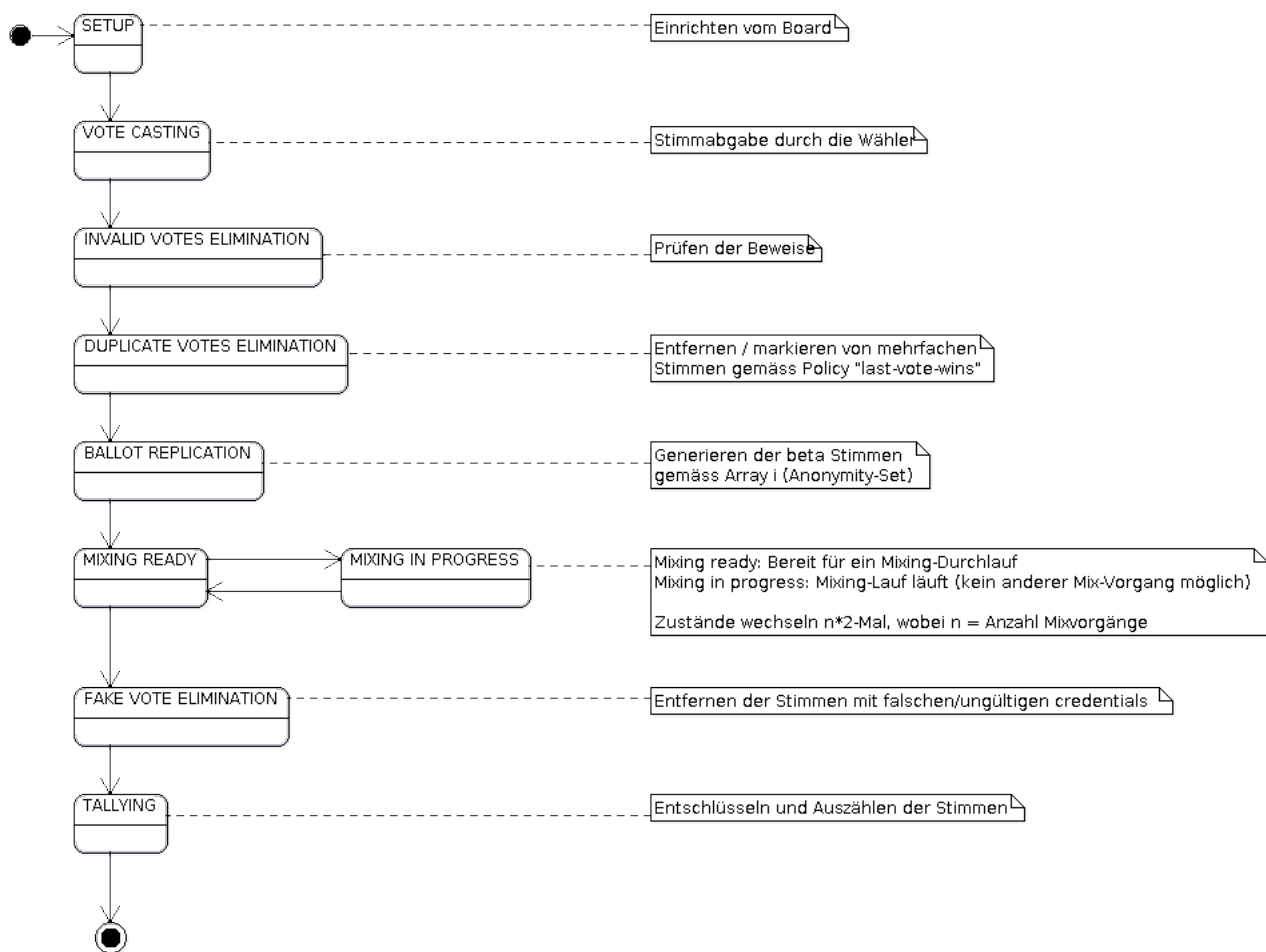 SETUP
Einrichten vom Board
VOTE CASTING
Stimmabgabe durch die Wähler
INVALID VOTES ELIMINATION
Prüfen der Beweise
DUPLICATE VOTES ELIMINATION
Entfernen / markieren von mehrfachen
Stimmen gemäss Policy "last-vote-wins"
BALLOT REPLICATION
Generieren der beta Stimmen
gemäss Array i (Anonymity-Set)
MIXING READY
MIXING IN PROGRESS
Mixing ready: Bereit für ein Mixing-Durchlauf
Mixing in progress: Mixing-Lauf läuft (kein anderer Mix-Vorgang möglich)
Zustände wechseln n*2-Mal, wobei n = Anzahl Mixvorgänge
FAKE VOTE ELIMINATION
Entfernen der Stimmen mit falschen/ungültigen credentials
TALLYING
Entschlüsseln und Auszählen der Stimmen